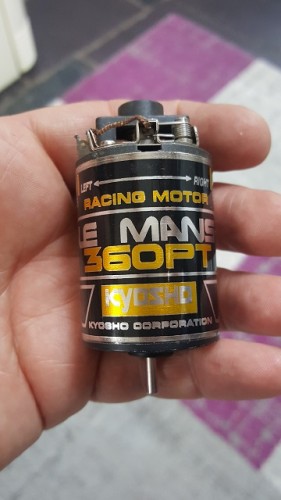 LEFT RIGHT
RACING MOTOR
LE MANS
360PT
KYOSHO
KYOSHO CORPORATION